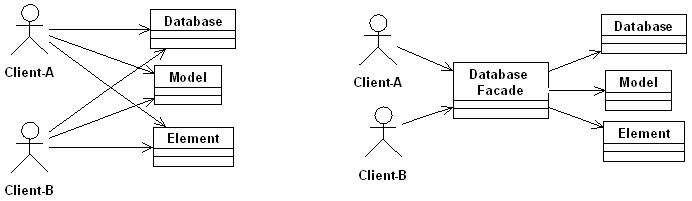 Database
Client-A
Model
Element
Client-B
Database
Client-A
Database
Facade
Model
Element
Client-B